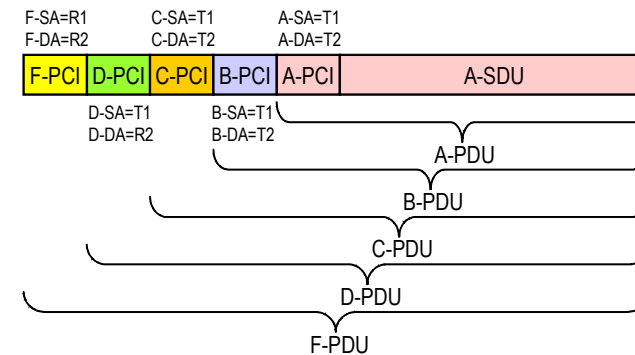 F-SA=R1
F-DA=R2
C-SA=T1
C-DA=T2
A-SA=T1
A-DA=T2
F-PCI D-PCI C-PCI B-PCI A-PCI A-SDU
D-SA=T1
D-DA=R2
B-SA=T1
B-DA=T2
A-PDU
B-PDU
C-PDU
D-PDU
F-PDU